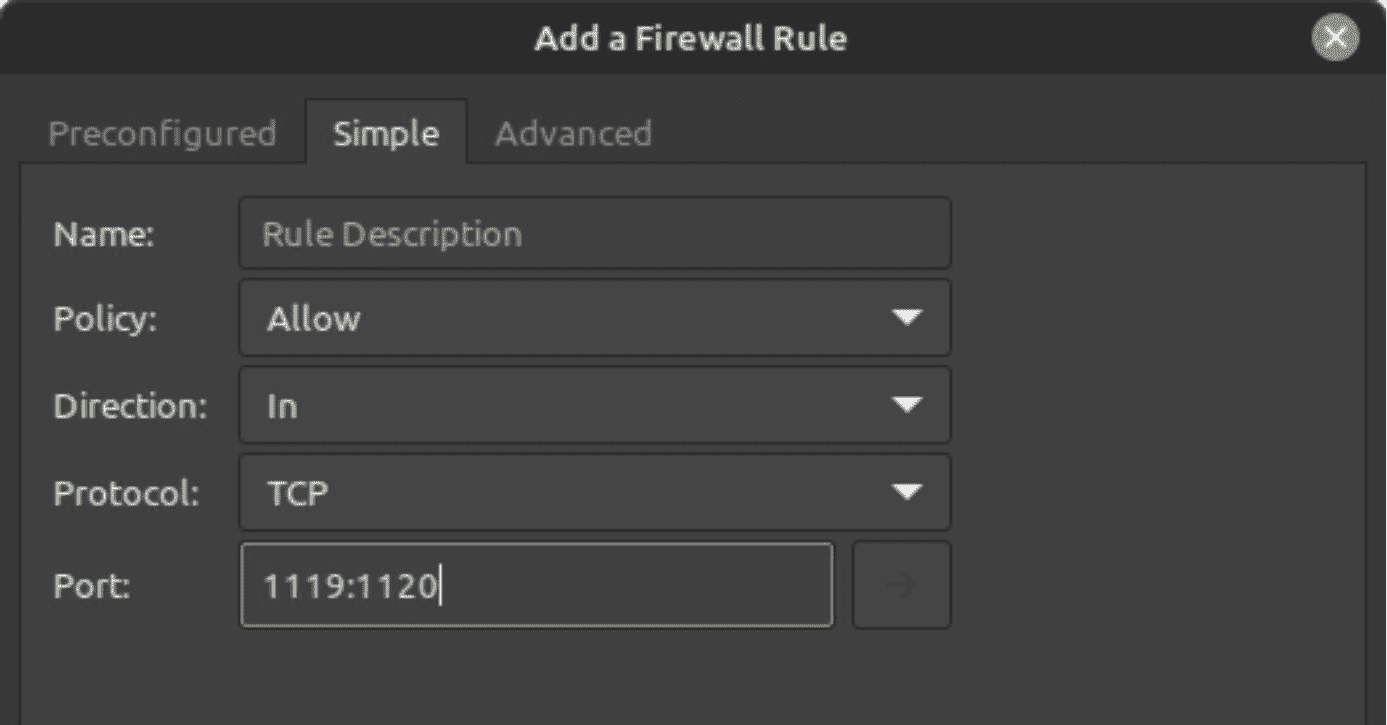 Add a Firewall Rule
Preconfigured Simple Advanced
Name: Rule Description
Policy: Allow
Direction: In
Protocol: TCP
Port: 1119:1120